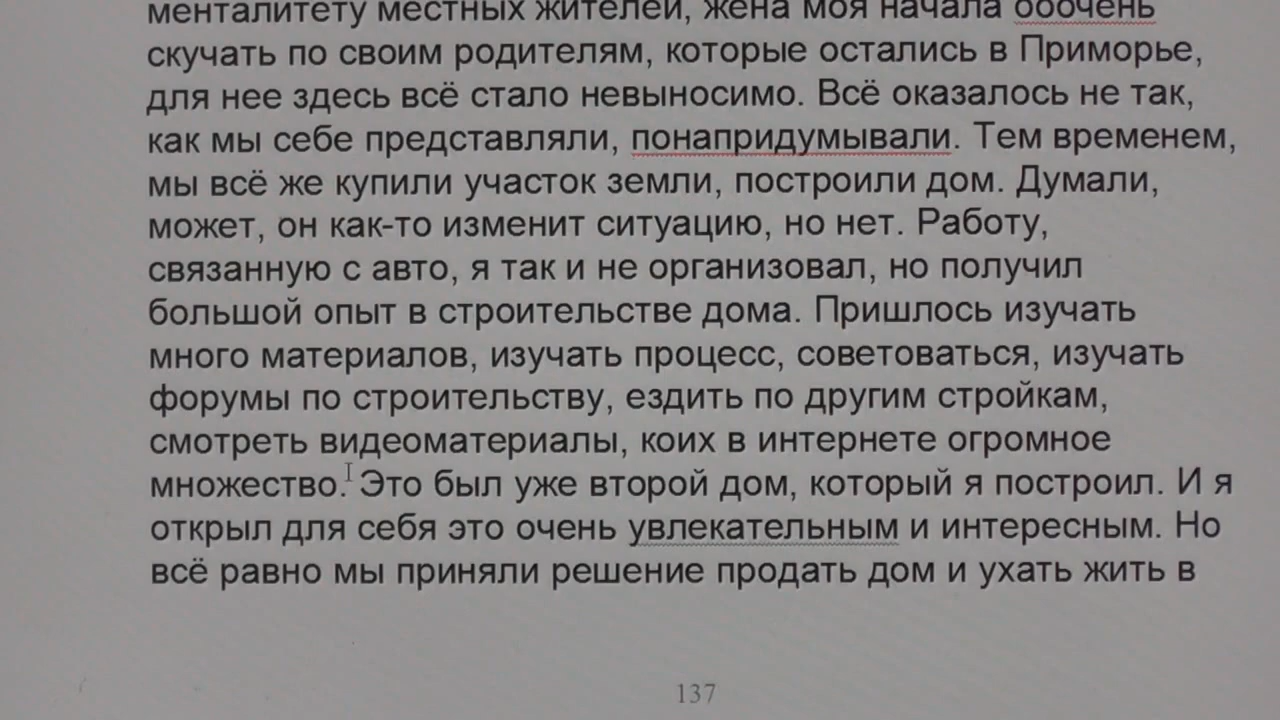 менталитету местных жителей, жена моя начала ооочень
скучать по своим родителям, которые остались в Приморье,
для нее здесь всё стало невыносимо. Всё оказалось не так,
как мы себе представляли, понапридумывали. Тем временем,
мы всё же купили участок земли, построили дом. Думали,
может, он как-то изменит ситуацию, но нет. Работу,
связанную с авто, я так и не организовал, но получил
большой опыт в строительстве дома. Пришлось изучать
много материалов, изучать процесс, советоваться, изучать
форумы по строительству, ездить по другим стройкам,
смотреть видеоматериалы, коих в интернете огромное
множество. Это был уже второй дом, который я построил. И я
открыл для себя это очень увлекательным и интересным. Но
всё равно мы приняли решение продать дом и ухать жить в
137